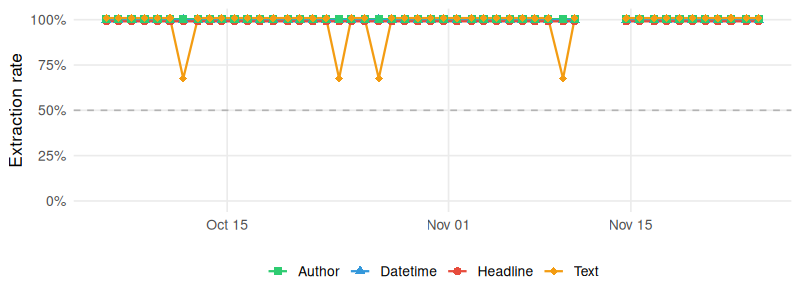 Extraction rate
100%
75%
50%
25%
0%
Oct 15 Nov 01 Nov 15
Author Datetime Headline Text